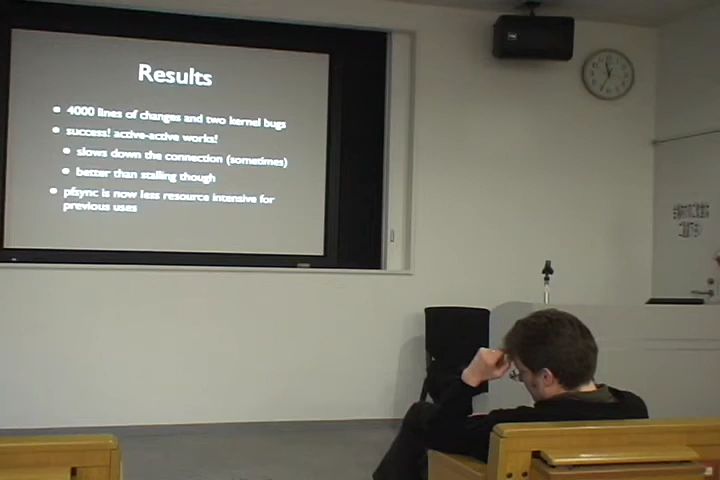 Results
4000 lines of changes and two kernel bugs
success! active-active works!
slows down the connection (sometimes)
better than stalling though
pfsync is now less resource intensive for
previous uses